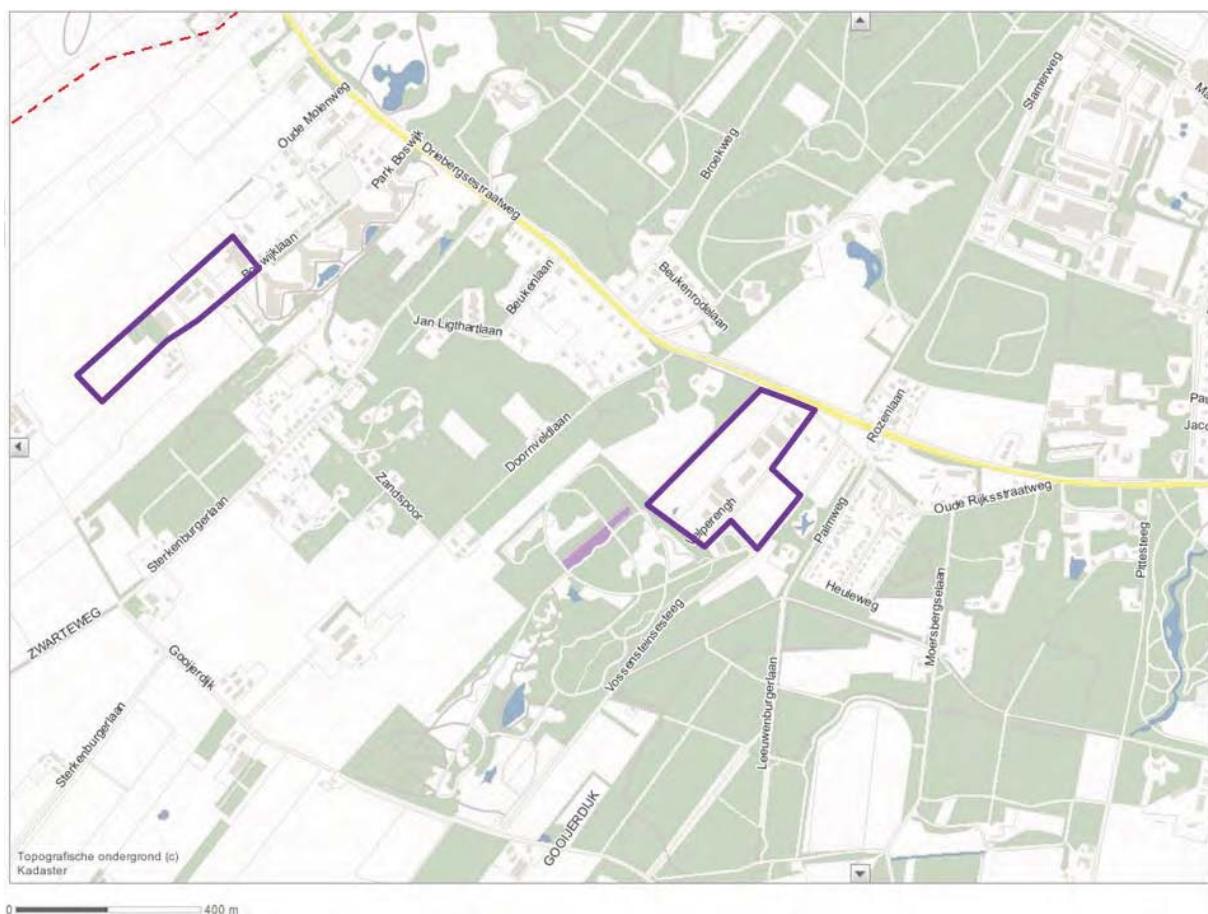 Stamerweg
Oude Molenweg
Park Boswijk
Driebergsestraatweg
Broekweg
Beukenlaan
Beukenrodelaan
Jan Ligthartlaan
Rozenlaan
Doornveldlaan
Zandspoor
Oude Rijksstraatweg
Palmweg
Sterkenburgerlaan
Pittesteeg
Heuleweg
Moersbergselaan
ZWARTEWEG
Gooijerdijk
Vossensteinsesteeg
Leeuwenburgerlaan
Sterkenburgerlaan
GOOIJERDIJK
Topografische ondergrond (c)
Kadaster
0 400 m